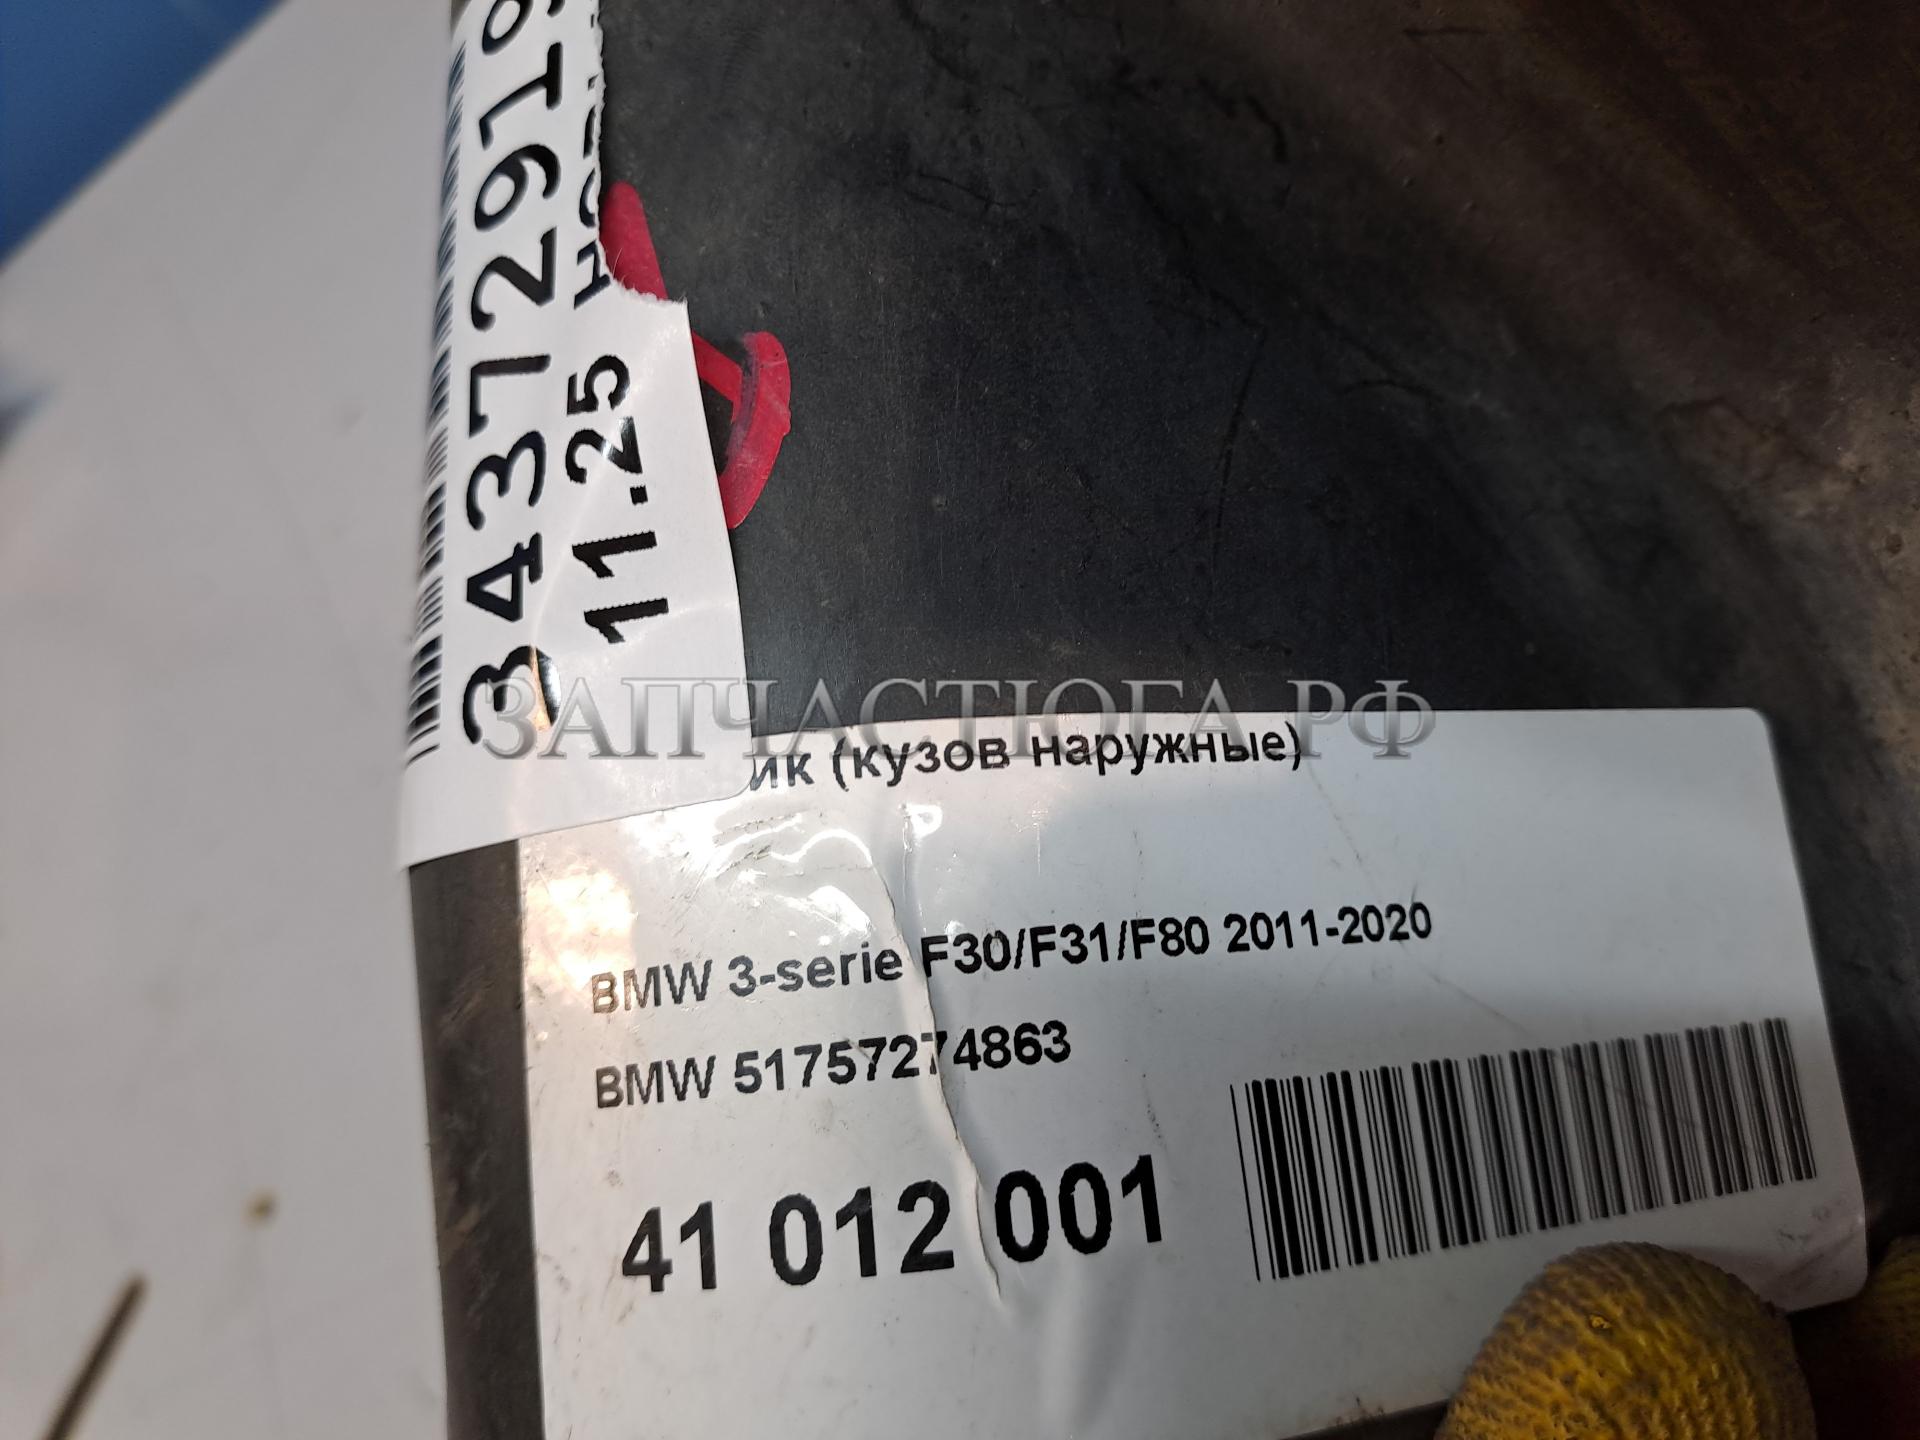 34372919
11.25
ЗАПЧАСТЮГА.РФ
ик (кузов наружные)
BMW 3-serie F30/F31/F80 2011-2020
BMW 51757274863
41 012 001